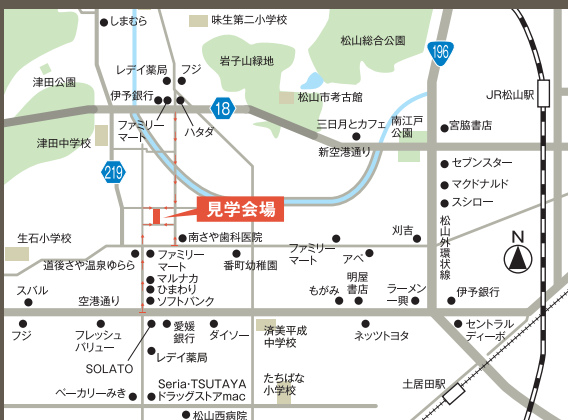 しまむら
味生第二小学校
松山総合公園
196
岩子山緑地
レデイ薬局
フジ
津田公園
伊予銀行
18
松山市考古館
JR松山駅
ファミリー
マート
ハタダ
三日月とカフェ
南江戸
公園
宮脇書店
津田中学校
新空港通り
219
セブンスター
マクドナルド
スシロー
見学会場
松山外環状線
生石小学校
南さや歯科医院
ファミリー
マート
刈吉
N
道後さや温泉ゆらら
ファミリー
マート
番町幼稚園
アベ
マルナカ
ひまわり
ソフトバンク
スバル
空港通り
もがみ
明屋
書店
ラーメン
一興
伊予銀行
フジ
フレッシュ
バリュー
愛媛
銀行
ダイソー
済美平成
中学校
ネッツトヨタ
セントラル
ディーポ
SOLATO
レデイ薬局
ベーカリーみき
Seria・TSUTAYA
ドラッグストアmac
たちばな
小学校
土居田駅
松山西病院